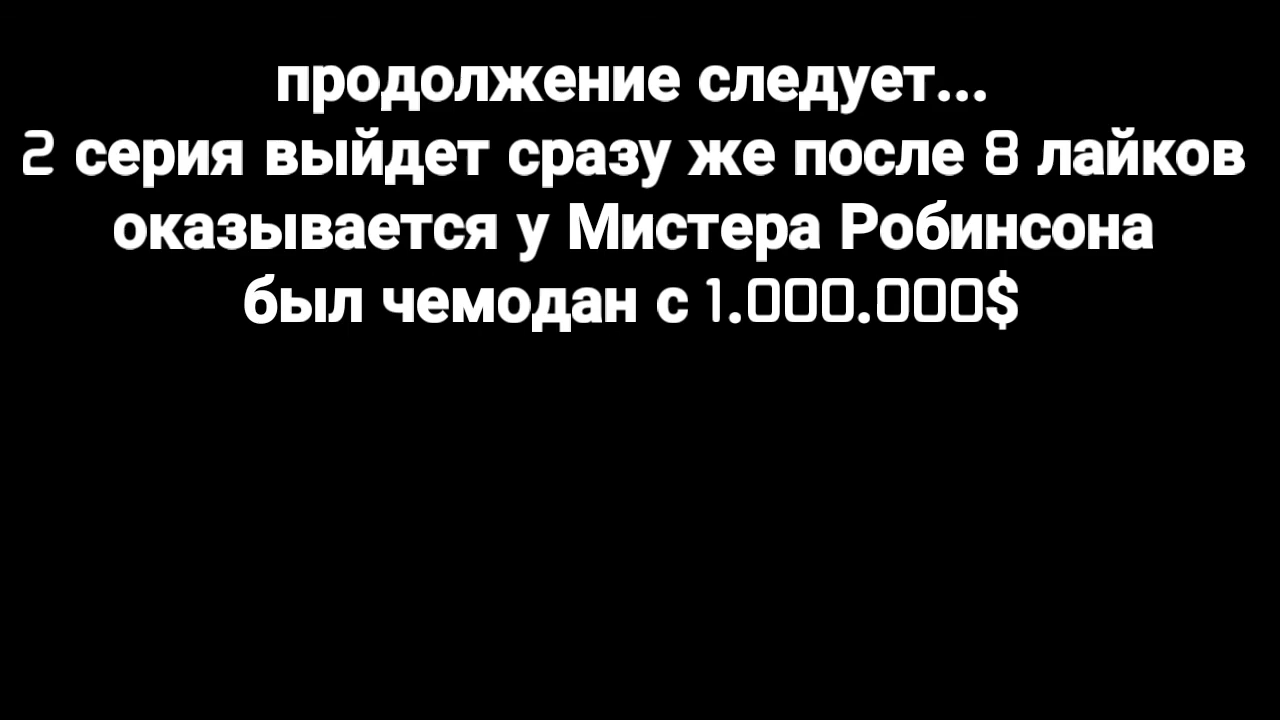 продолжение следует...
2 серия выйдет сразу же после 8 лайков
оказывается у Мистера Робинсона
был чемодан с 1.000.000$